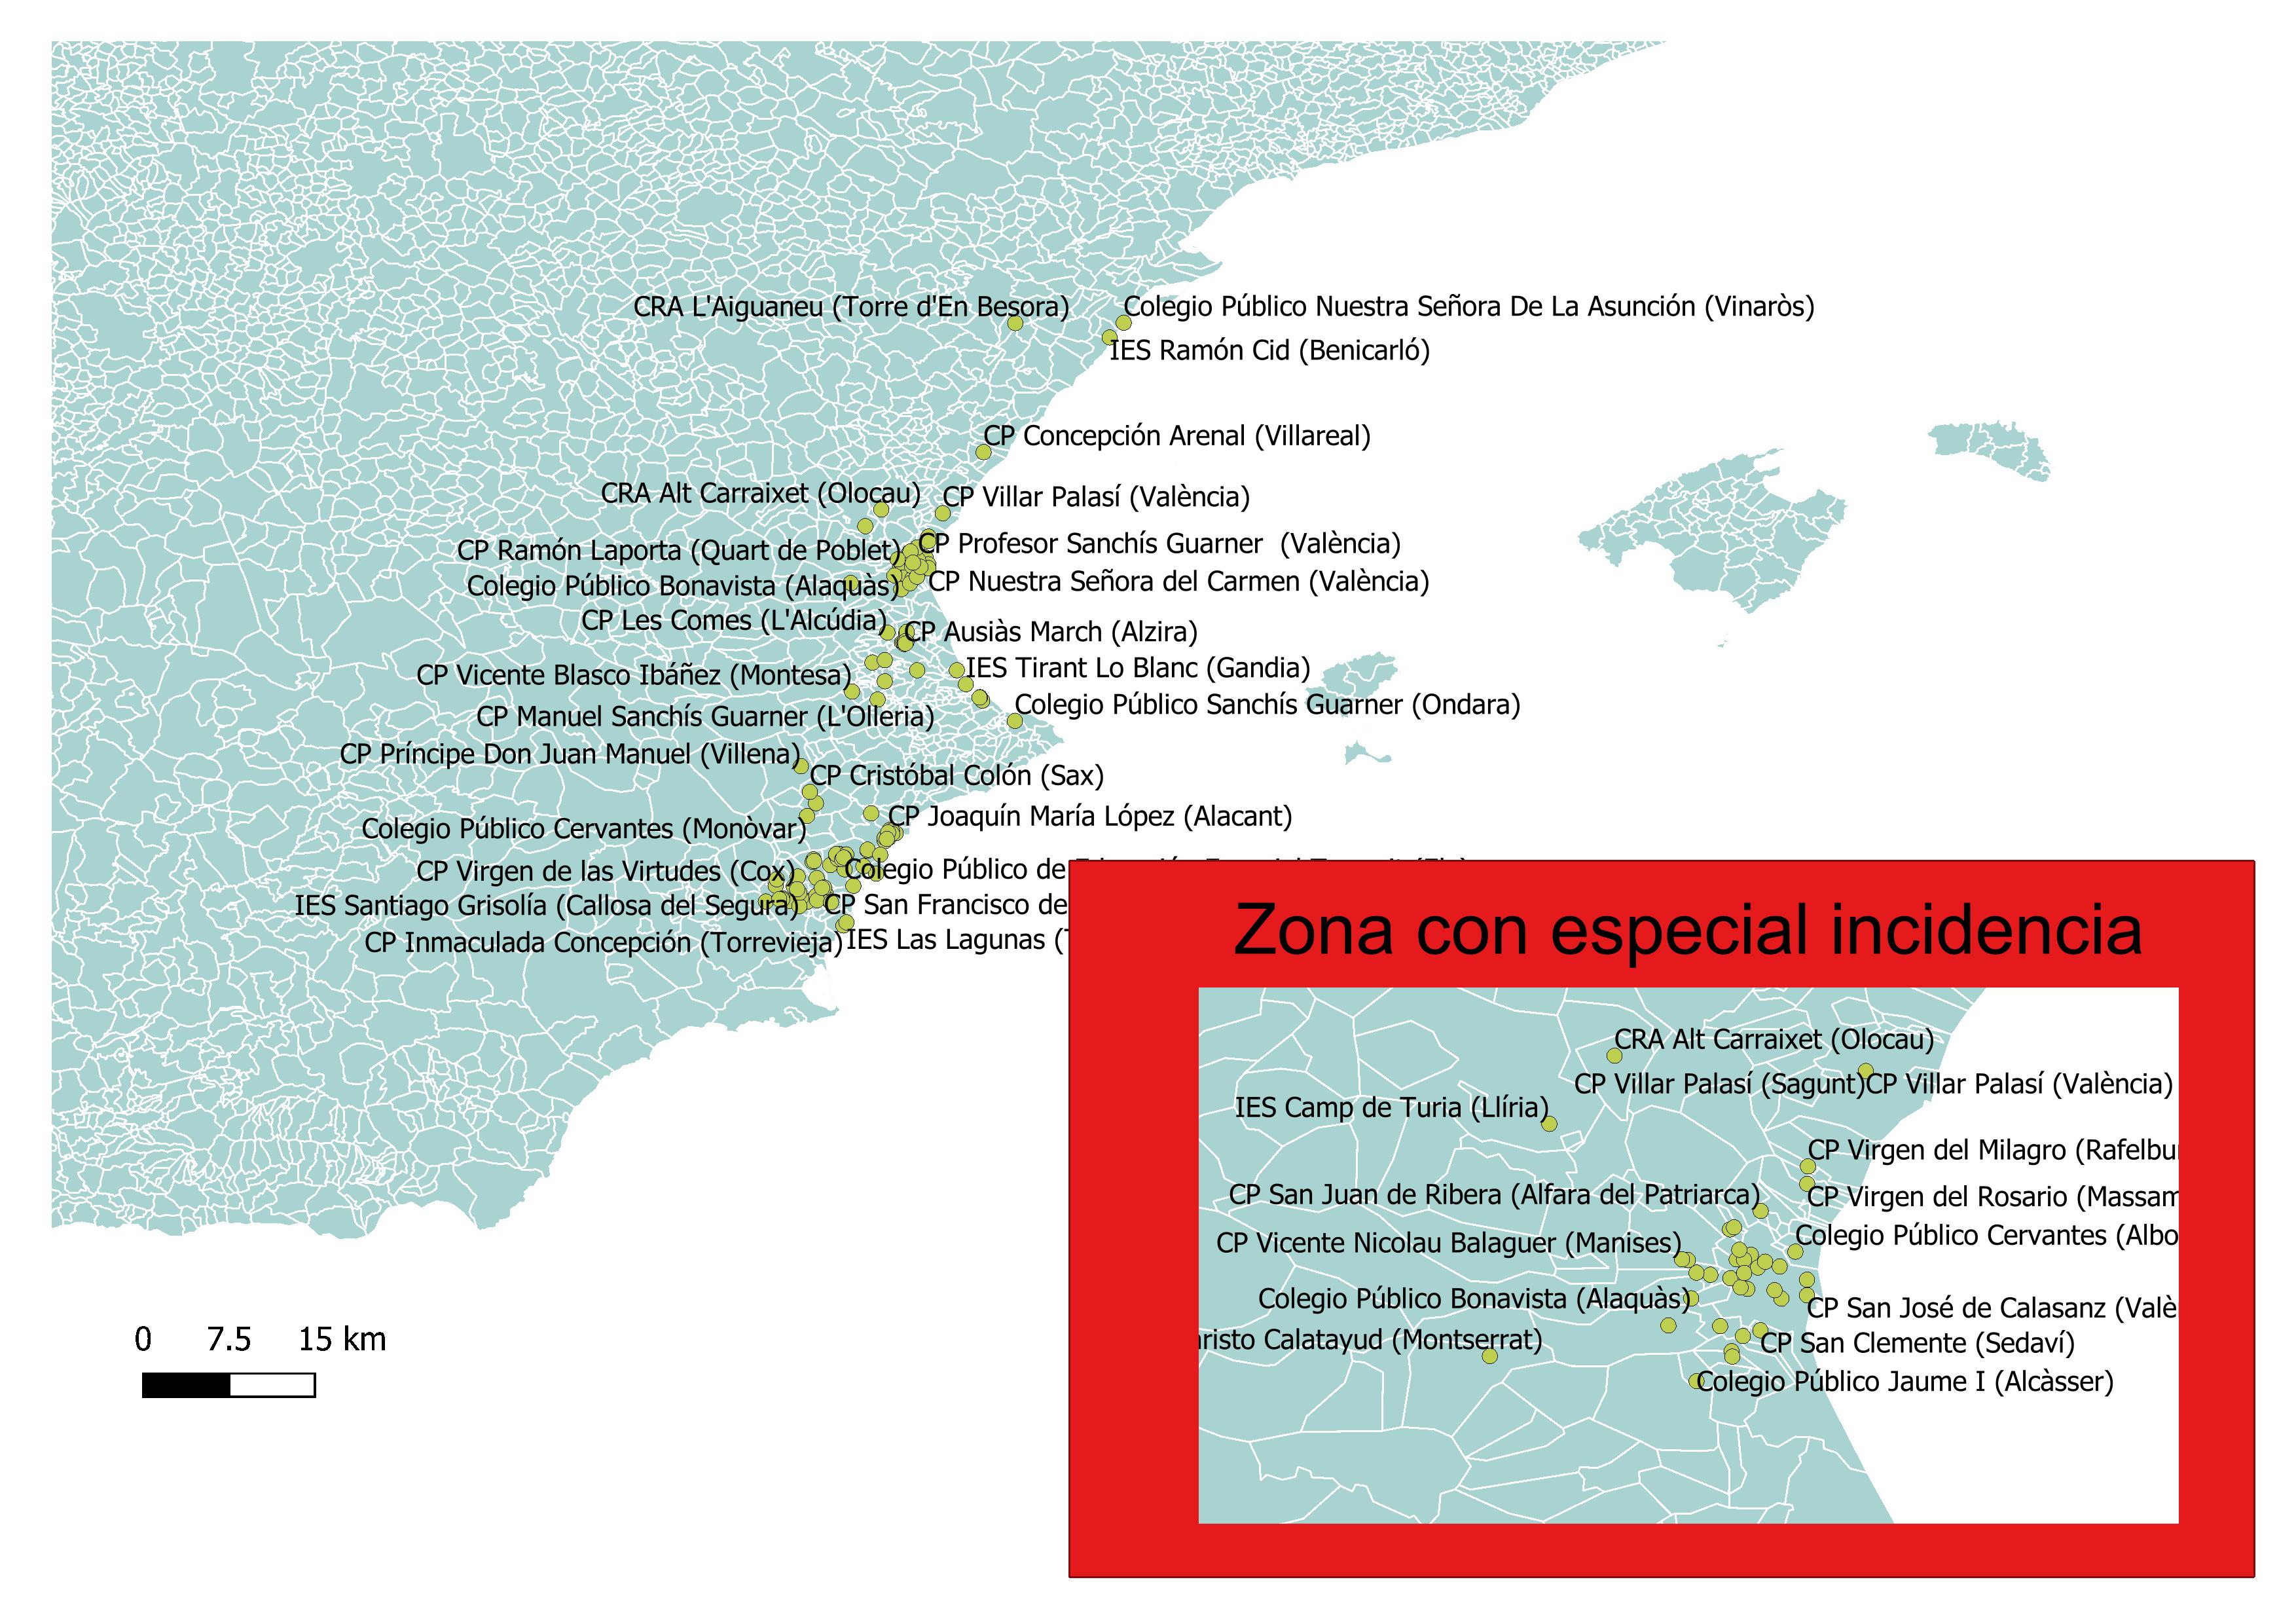 CRA L'Aiguaneu (Torre d'En Besora)
Colegio Público Nuestra Señora De La Asunción (Vinaròs)
IES Ramón Cid (Benicarló)
CP Concepción Arenal (Villareal)
CRA Alt Carraixet (Olocau)
CP Villar Palasí (València)
CP Ramón Laporta (Quart de Poblet)
CP Profesor Sanchís Guarner (València)
Colegio Público Bonavista (Alaquàs)
CP Nuestra Señora del Carmen (València)
CP Les Comes (L'Alcúdia)
CP Ausiàs March (Alzira)
CP Vicente Blasco Ibáñez (Montesa)
IES Tirant Lo Blanc (Gandia)
CP Manuel Sanchís Guarner (L'Olleria)
Colegio Público Sanchís Guarner (Ondara)
CP Príncipe Don Juan Manuel (Villena)
CP Cristóbal Colón (Sax)
Colegio Público Cervantes (Monòvar)
CP Joaquín María López (Alacant)
CP Virgen de las Virtudes (Cox)
Colegio Público de
IES Santiago Grisolía (Callosa del Segura)
CP San Francisco de
CP Inmaculada Concepción (Torrevieja)
IES Las Lagunas (
Zona con especial incidencia
CRA Alt Carraixet (Olocau)
CP Villar Palasí (Sagunt)
CP Villar Palasí (València)
IES Camp de Turia (Llíria)
CP Virgen del Milagro (Rafelbu
CP San Juan de Ribera (Alfara del Patriarca)
CP Virgen del Rosario (Massam
CP Vicente Nicolau Balaguer (Manises)
Colegio Público Cervantes (Albo
Colegio Público Bonavista (Alaquàs)
CP San José de Calasanz (Valè
risto Calatayud (Montserrat)
CP San Clemente (Sedaví)
Colegio Público Jaume I (Alcàsser)
0 7.5 15 km